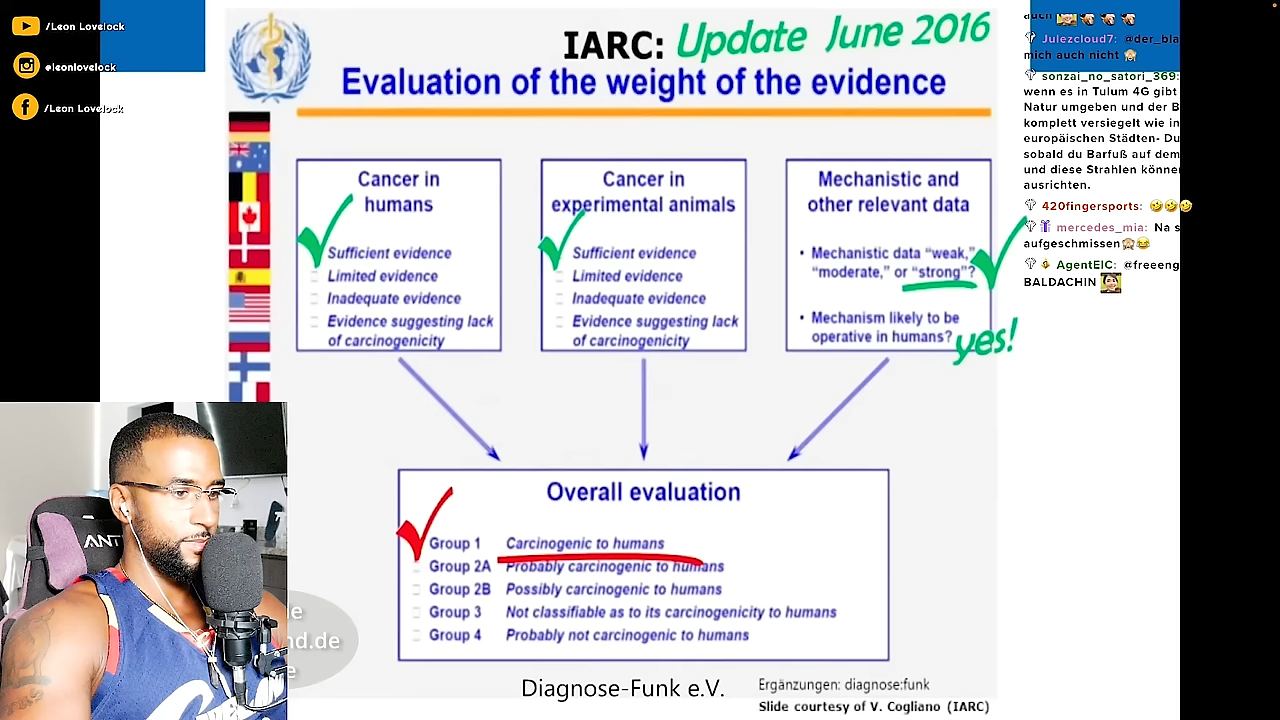 /Leon Lovelock
@leonlovelock
/Leon Lovelock
IARC: Update June 2016
Evaluation of the weight of the evidence
Cancer in
humans
Sufficient evidence
Limited evidence
Inadequate evidence
Evidence suggesting lack
of carcinogenicity
Cancer in
experimental animals
Sufficient evidence
Limited evidence
Inadequate evidence
Evidence suggesting lack
of carcinogenicity
Mechanistic and
other relevant data
• Mechanistic data “weak,”
“moderate,” or “strong”?
• Mechanism likely to be
operative in humans?
yes!
Overall evaluation
Group 1 Carcinogenic to humans
Group 2A Probably carcinogenic to humans
Group 2B Possibly carcinogenic to humans
Group 3 Not classifiable as to its carcinogenicity to humans
Group 4 Probably not carcinogenic to humans
Diagnose-Funk e.V.
Ergänzungen: diagnose:funk
Slide courtesy of V. Cogliano (IARC)
nd.de
auch
Julezcloud7: @der_bla
mich auch nicht
sonzai_no_satori_369:
wenn es in Tulum 4G gibt
Natur umgeben und der B
komplett versiegelt wie in
europäischen Städten- Du
sobald du Barfuß auf dem
und diese Strahlen könne
ausrichten.
420fingersports:
mercedes_mia: Na s
aufgeschmissen
AgentEIC: @freeeng
BALDACHIN